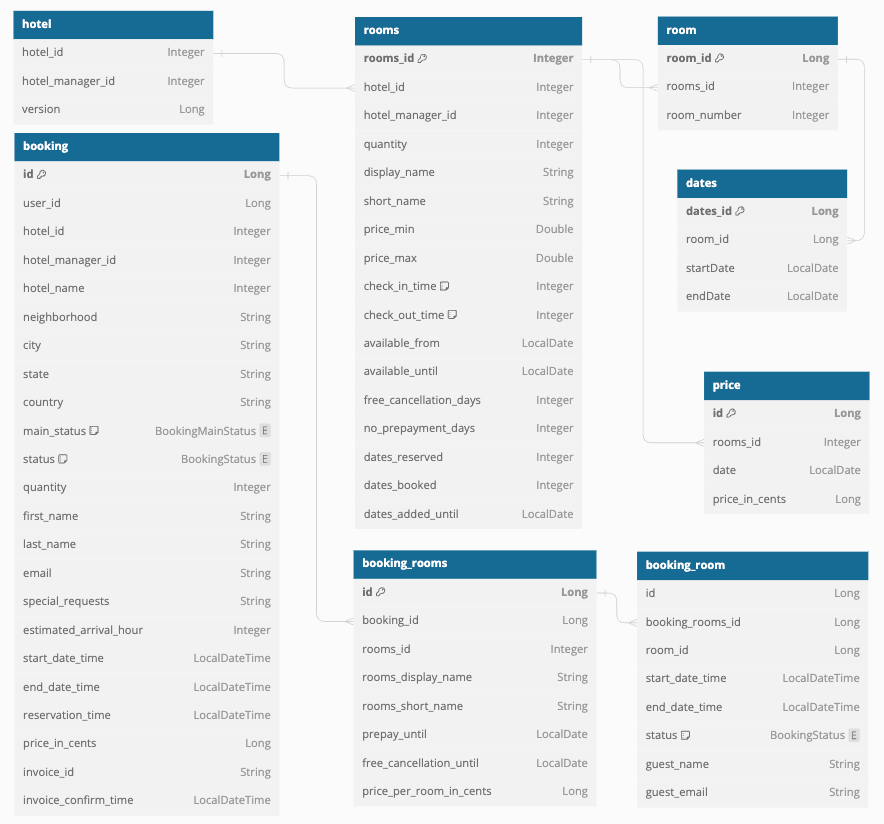 hotel
hotel_id Integer
hotel_manager_id Integer
version Long
booking
id Long
user_id Long
hotel_id Integer
hotel_manager_id Integer
hotel_name Integer
neighborhood String
city String
state String
country String
main_status BookingMainStatus E
status BookingStatus E
quantity Integer
first_name String
last_name String
email String
special_requests String
estimated_arrival_hour Integer
start_date_time LocalDateTime
end_date_time LocalDateTime
reservation_time LocalDateTime
price_in_cents Long
invoice_id String
invoice_confirm_time LocalDateTime
rooms
rooms_id Integer
hotel_id Integer
hotel_manager_id Integer
quantity Integer
display_name String
short_name String
price_min Double
price_max Double
check_in_time Integer
check_out_time Integer
available_from LocalDate
available_until LocalDate
free_cancellation_days Integer
no_prepayment_days Integer
dates_reserved Integer
dates_booked Integer
dates_added_until LocalDate
booking_rooms
id Long
booking_id Long
rooms_id Integer
rooms_display_name String
rooms_short_name String
prepay_until LocalDate
free_cancellation_until LocalDate
price_per_room_in_cents Long
room
room_id Long
rooms_id Integer
room_number Integer
dates
dates_id Long
room_id Long
startDate LocalDate
endDate LocalDate
price
id Long
rooms_id Integer
date LocalDate
price_in_cents Long
booking_room
id Long
booking_rooms_id Long
room_id Long
start_date_time LocalDateTime
end_date_time LocalDateTime
status BookingStatus E
guest_name String
guest_email String